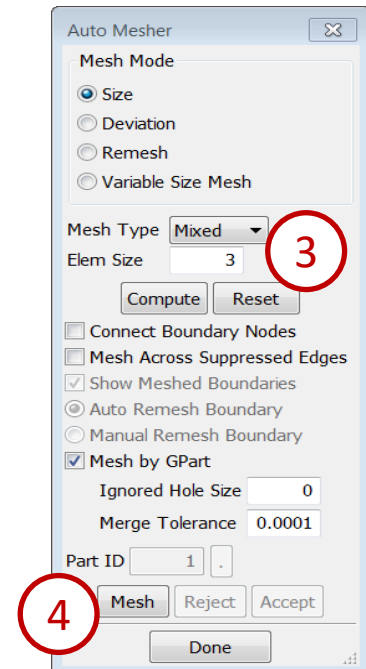 Auto Mesher
Mesh Mode
Size
Deviation
Remesh
Variable Size Mesh
Mesh Type Mixed
3
Elem Size 3
Compute Reset
Connect Boundary Nodes
Mesh Across Suppressed Edges
Show Meshed Boundaries
Auto Remesh Boundary
Manual Remesh Boundary
Mesh by GPart
Ignored Hole Size 0
Merge Tolerance 0.0001
Part ID 1 .
4 Mesh Reject Accept
Done